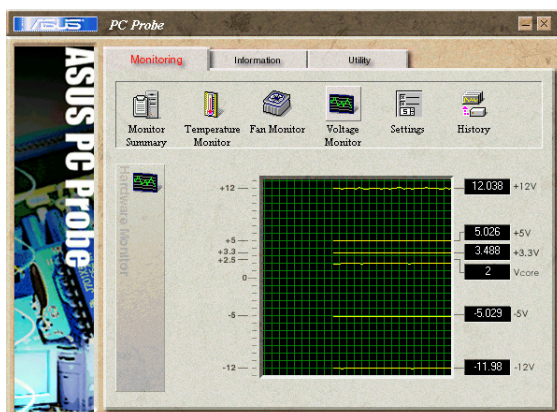 ASUS PC Probe
Monitoring Information Utility
ASUS PC Probe
Monitor Summary
Temperature Monitor
Fan Monitor
Voltage Monitor
Settings
History
Hardware Monitor
+12
+5
+3.3
+2.5
0
-5
-12
12.038 +12V
5.026 +5V
3.488 +3.3V
2 Vcore
-5.029 -5V
-11.98 -12V